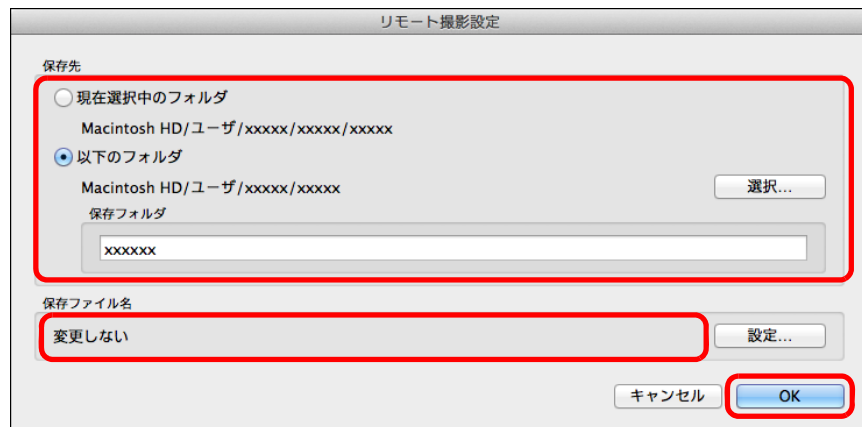 リモート撮影設定
保存先
現在選択中のフォルダ
Macintosh HD/ユーザ/xxxxx/xxxxx/xxxxx
以下のフォルダ
Macintosh HD/ユーザ/xxxxx/xxxxx
選択...
保存フォルダ
xxxxxx
保存ファイル名
変更しない
設定...
キャンセル
OK